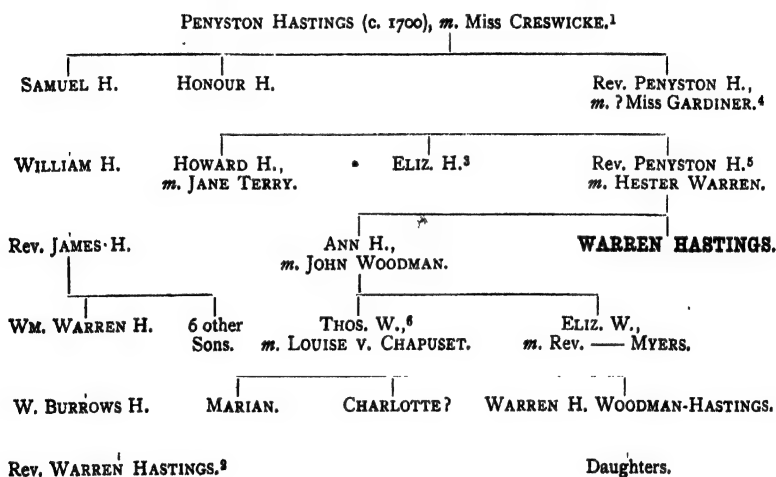 PENYSTON HASTINGS (c. 1700), m. Miss CRESWICKE.¹
SAMUEL H. HONOUR H. Rev. PENYSTON H.,
m. ? Miss GARDINER.⁴
WILLIAM H. HOWARD H., ELIZ. H.³ Rev. PENYSTON H.⁵
m. JANE TERRY. m. HESTER WARREN.
Rev. JAMES H. ANN H., WARREN HASTINGS.
m. JOHN WOODMAN.
WM. WARREN H. 6 other THOS. W.,⁶ ELIZ. W.,
Sons. m. LOUISE V. CHAPUSET. m. Rev. —— MYERS.
W. BURROWS H. MARIAN. CHARLOTTE? WARREN H. WOODMAN-HASTINGS.
Rev. WARREN HASTINGS.² Daughters.